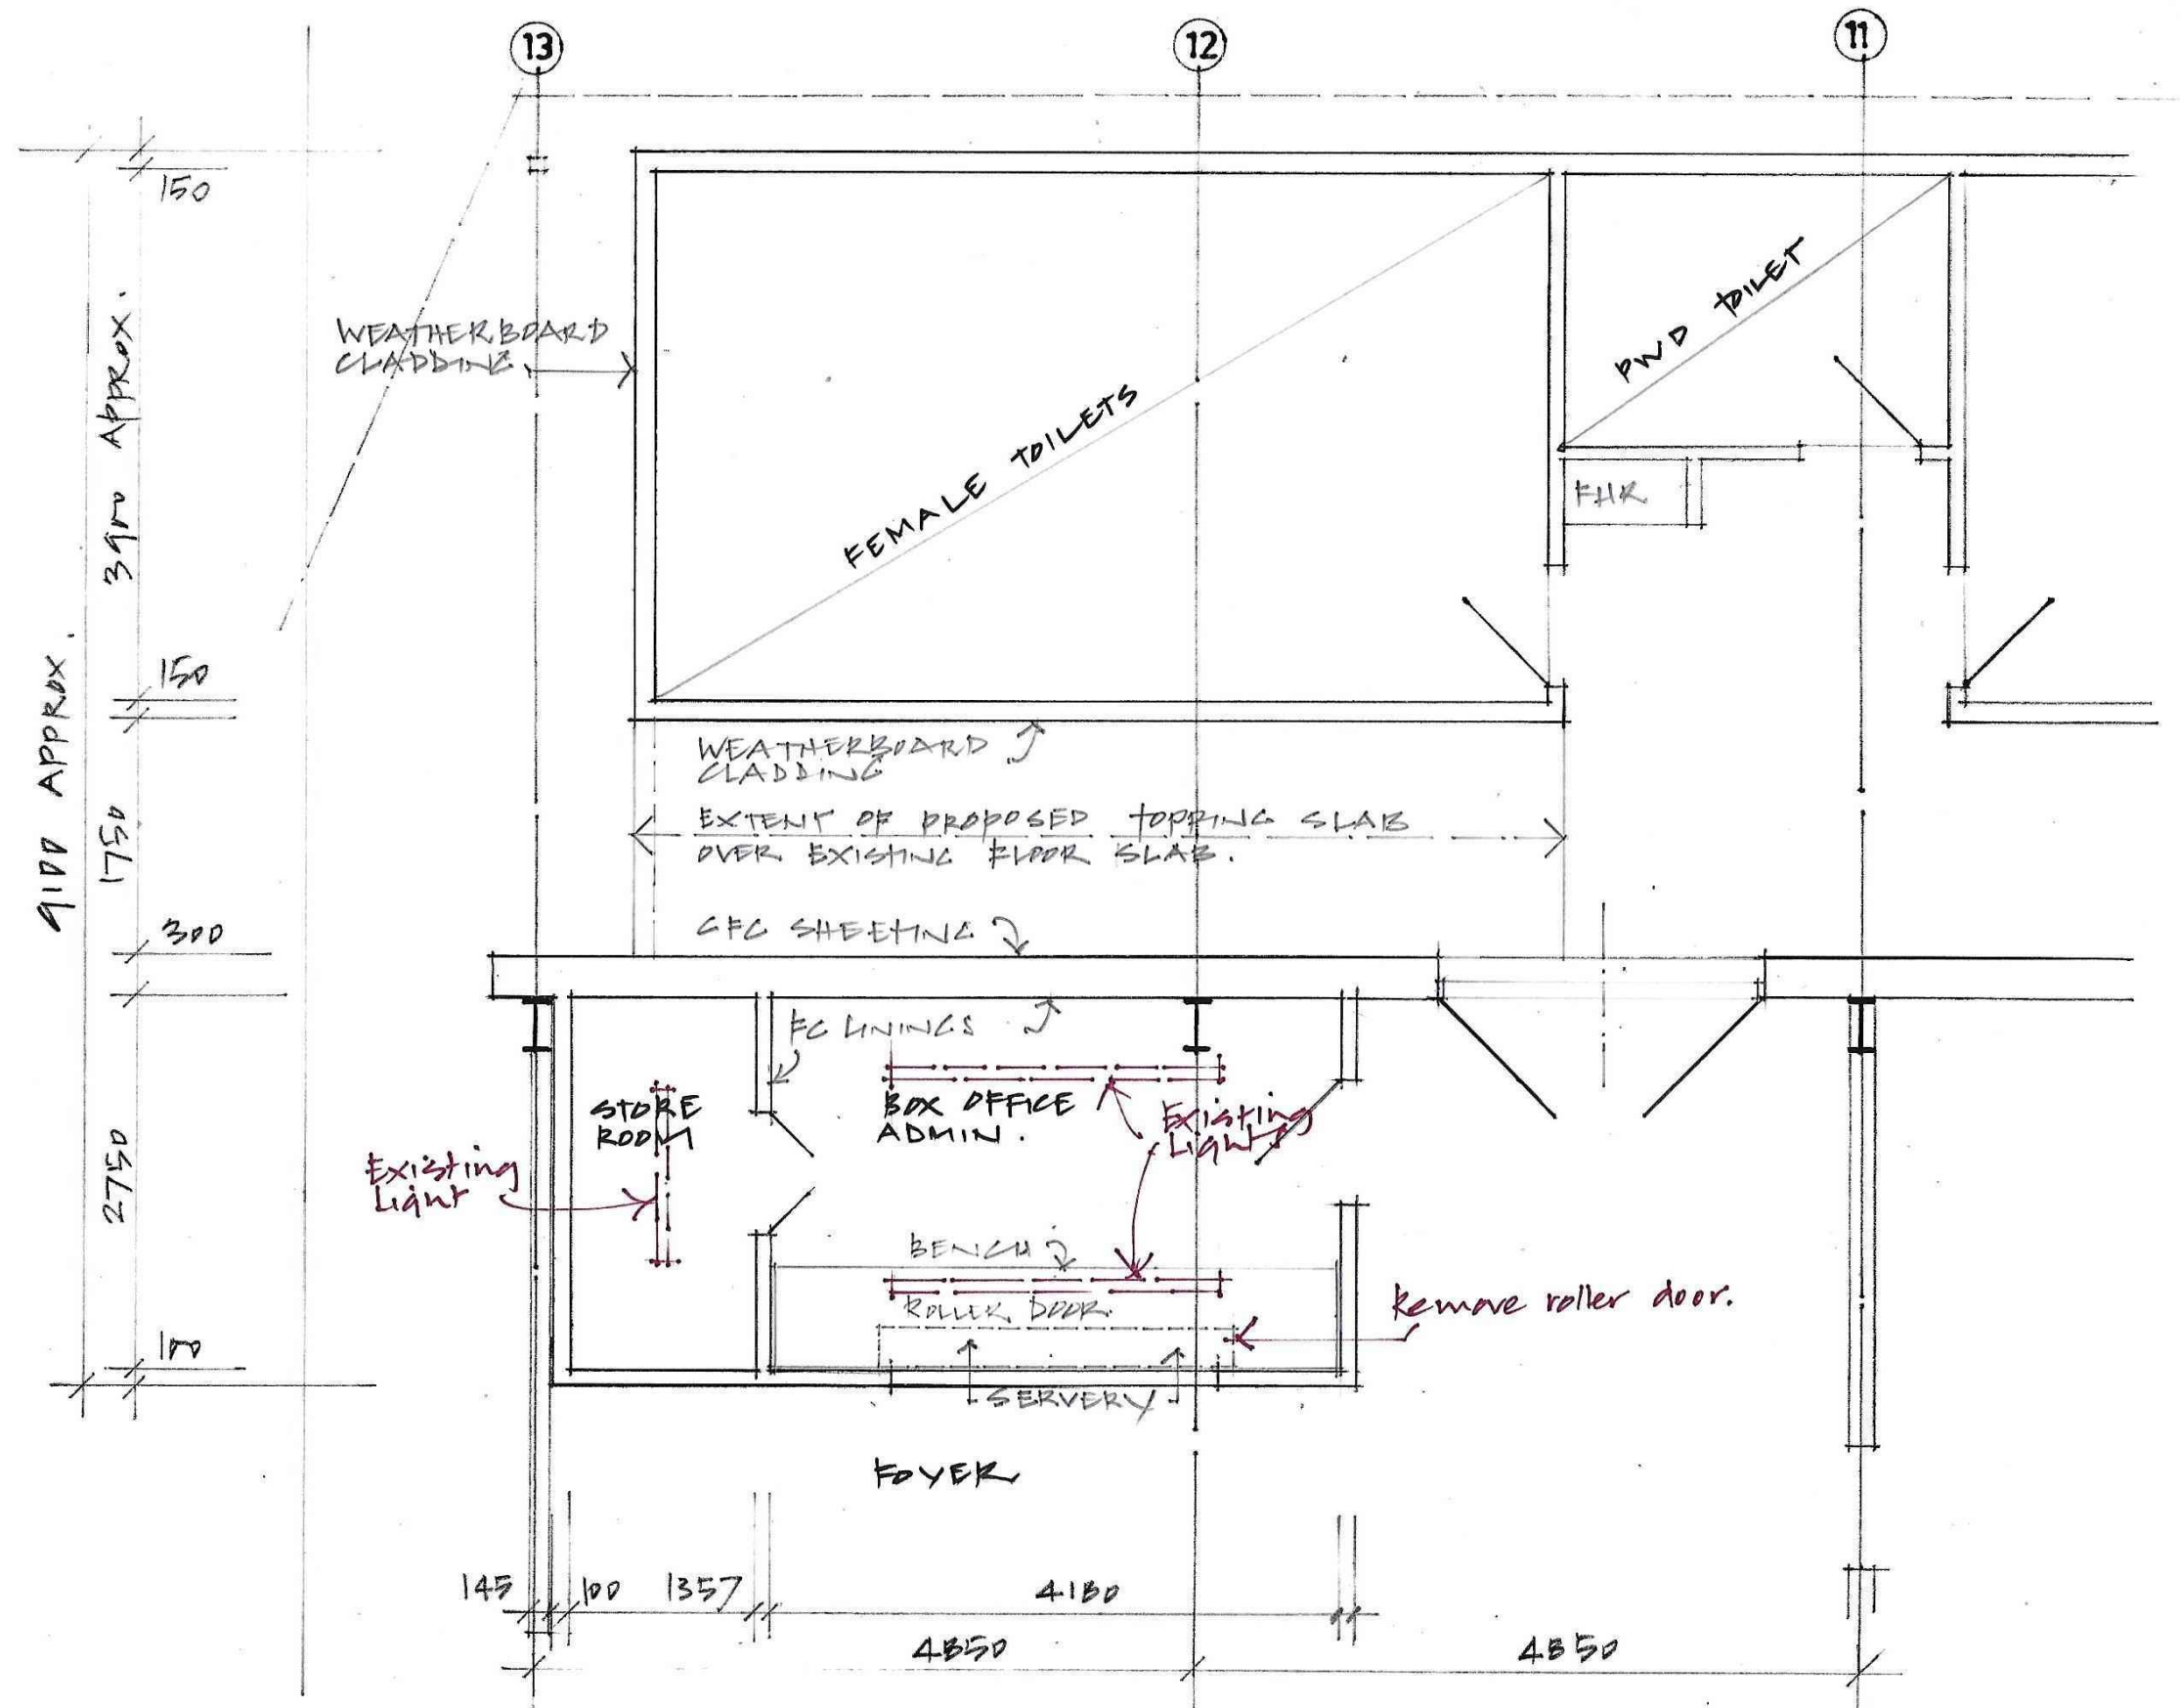 13
12
11
150
WEATHERBOARD
CLADDING.
PWD TOILET
3900 APPROX.
FEMALE TOILETS
FHR
9100 APPROX.
150
WEATHERBOARD
CLADDING
1750
EXTENT OF PROPOSED TOPPING SLAB
OVER EXISTING FLOOR SLAB.
300
CFC SHEETING
FC LININGS
STORE
ROOM
BOX OFFICE
ADMIN.
Existing
Light
Existing
Light
2750
BENCH
ROLLER DOOR.
Remove roller door.
100
SERVERY
FOYER
145
100
1357
4180
4850
4850